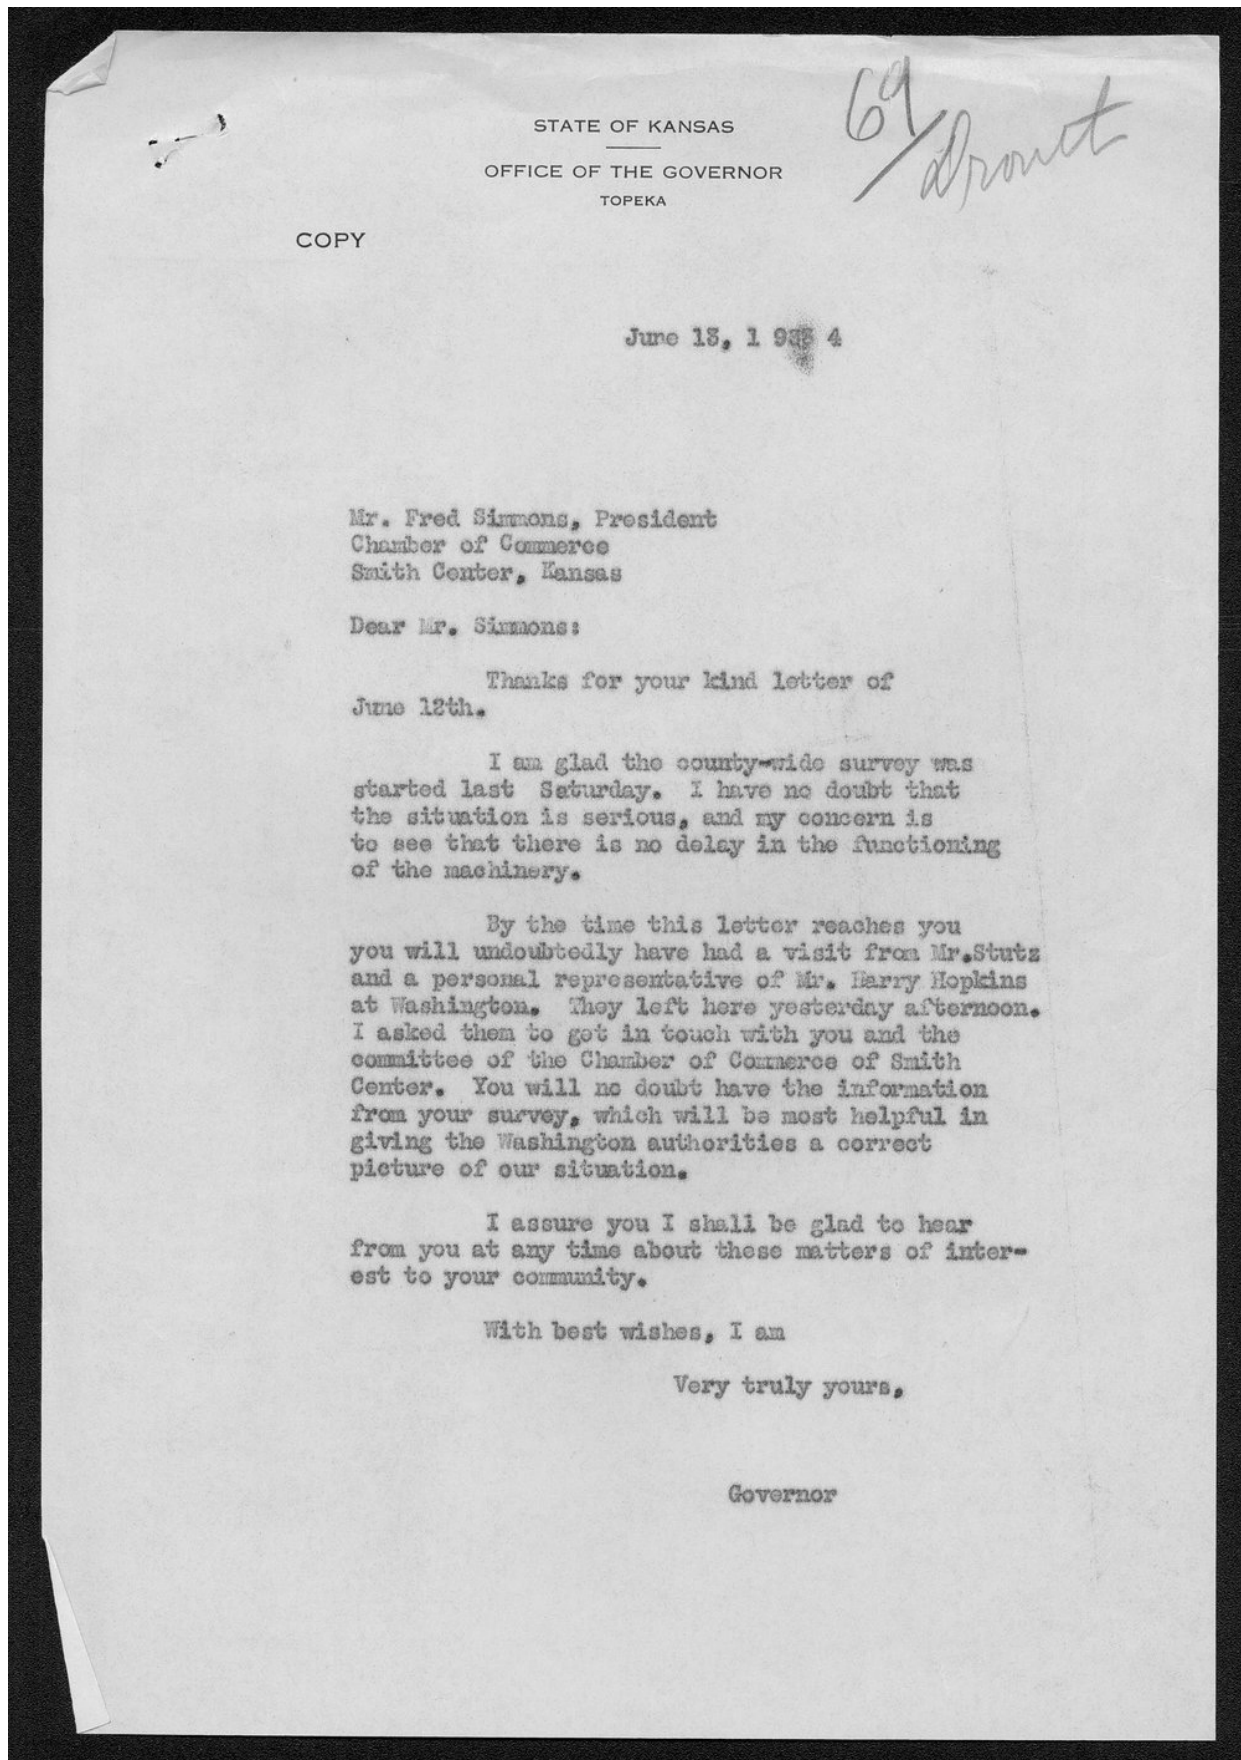 69
Drouct
STATE OF KANSAS
OFFICE OF THE GOVERNOR
TOPEKA
COPY
June 13, 1 933 4
Mr. Fred Simmons, President
Chamber of Commerce
Smith Center, Kansas
Dear Mr. Simmons:
Thanks for your kind letter of
June 12th.
I am glad the county-wide survey was
started last Saturday. I have no doubt that
the situation is serious, and my concern is
to see that there is no delay in the functioning
of the machinery.
By the time this letter reaches you
you will undoubtedly have had a visit from Mr.Stutz
and a personal representative of Mr. Harry Hopkins
at Washington. They left here yesterday afternoon.
I asked them to get in touch with you and the
committee of the Chamber of Commerce of Smith
Center. You will no doubt have the information
from your survey, which will be most helpful in
giving the Washington authorities a correct
picture of our situation.
I assure you I shall be glad to hear
from you at any time about these matters of inter-
est to your community.
With best wishes, I am
Very truly yours,
Governor